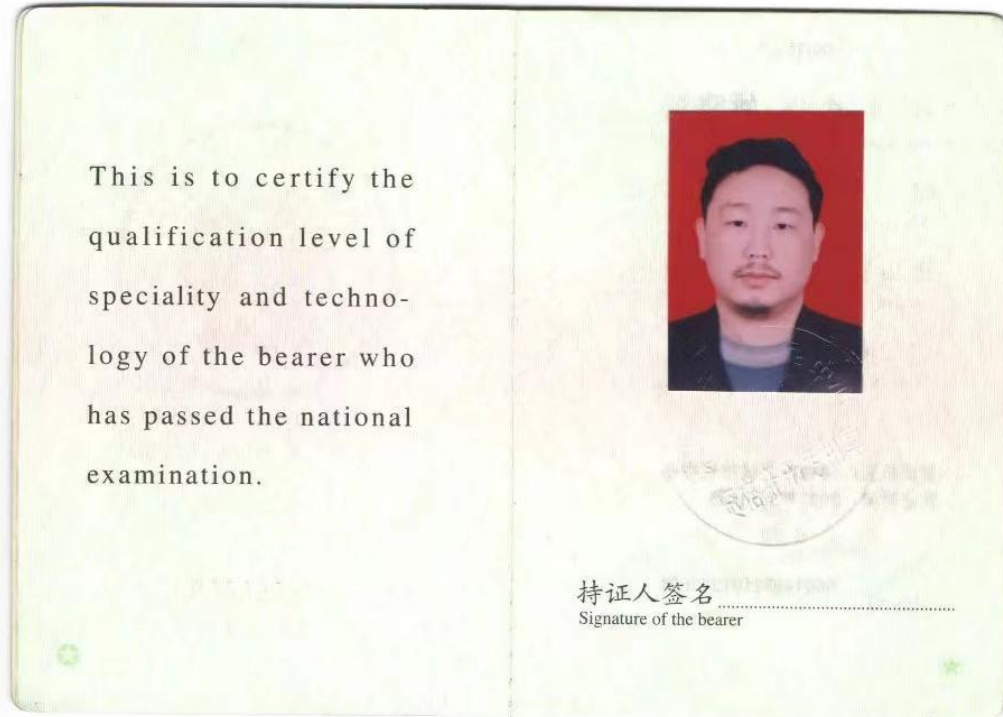 This is to certify the
qualification level of
speciality and techno-
logy of the bearer who
has passed the national
examination.
持证人签名
Signature of the bearer